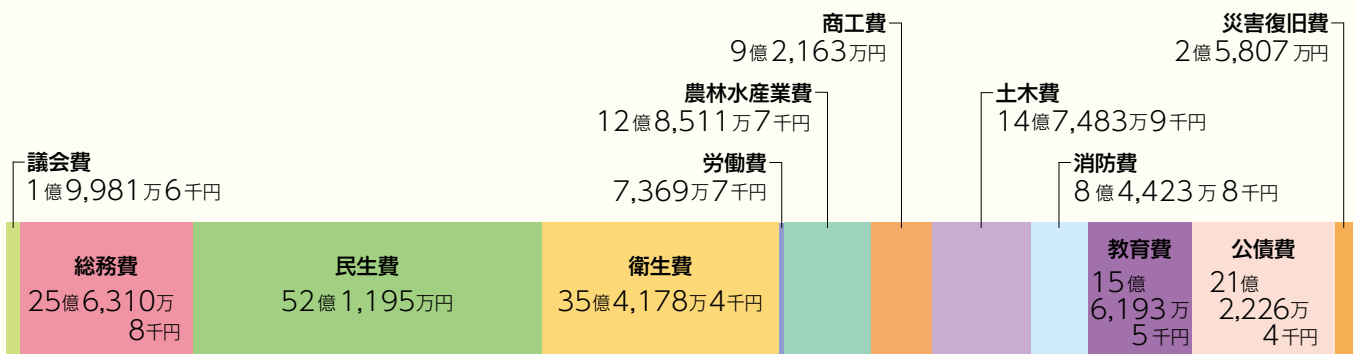 商工費
9億2,163万円
災害復旧費
2億5,807万円
農林水産業費
12億8,511万7千円
土木費
14億7,483万9千円
議会費
1億9,981万6千円
労働費
7,369万7千円
消防費
8億4,423万8千円
総務費
25億6,310万
8千円
民生費
52億1,195万円
衛生費
35億4,178万4千円
教育費
15億
6,193万
5千円
公債費
21億
2,226万
4千円